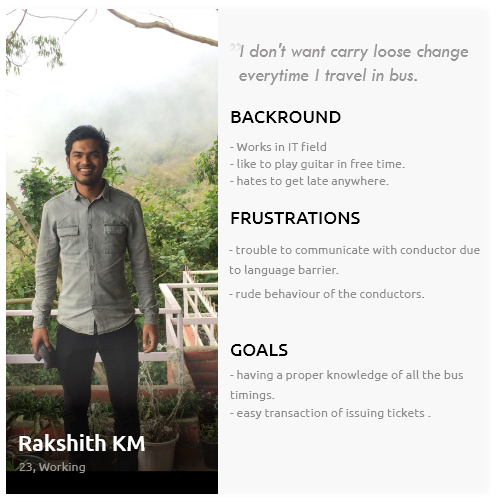 ”I don't want carry loose change
everytime I travel in bus.
BACKROUND
- Works in IT field
- like to play guitar in free time.
- hates to get late anywhere.
FRUSTRATIONS
- trouble to communicate with conductor due
to language barrier.
- rude behaviour of the conductors.
GOALS
- having a proper knowledge of all the bus
timings.
- easy transaction of issuing tickets .
Rakshith KM
23, Working